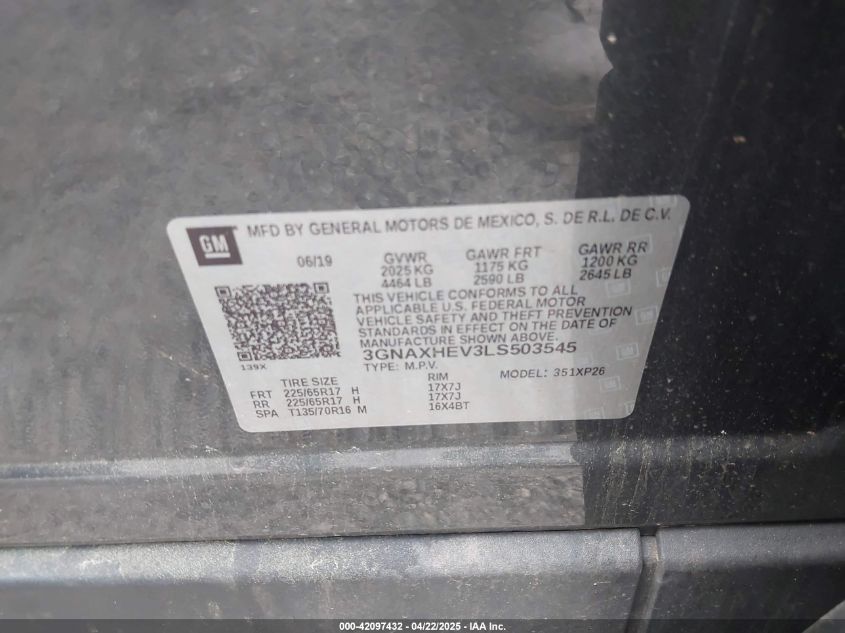 GM MFD BY GENERAL MOTORS DE MEXICO, S. DE R.L. DE C.V.
06/19 GVWR GAWR FRT GAWR RR
2025 KG 1175 KG 1200 KG
4464 LB 2590 LB 2645 LB
THIS VEHICLE CONFORMS TO ALL
APPLICABLE U.S. FEDERAL MOTOR
VEHICLE SAFETY AND THEFT PREVENTION
STANDARDS IN EFFECT ON THE DATE OF
MANUFACTURE SHOWN ABOVE.
139X 3GNAXHEV3LS503545
TYPE: M.P.V. MODEL: 351XP26
TIRE SIZE RIM
FRT 225/65R17 H 17X7J
RR 225/65R17 H 17X7J
SPA T135/70R16 M 16X4BT
000-42097432 - 04/22/2025 - IAA Inc.